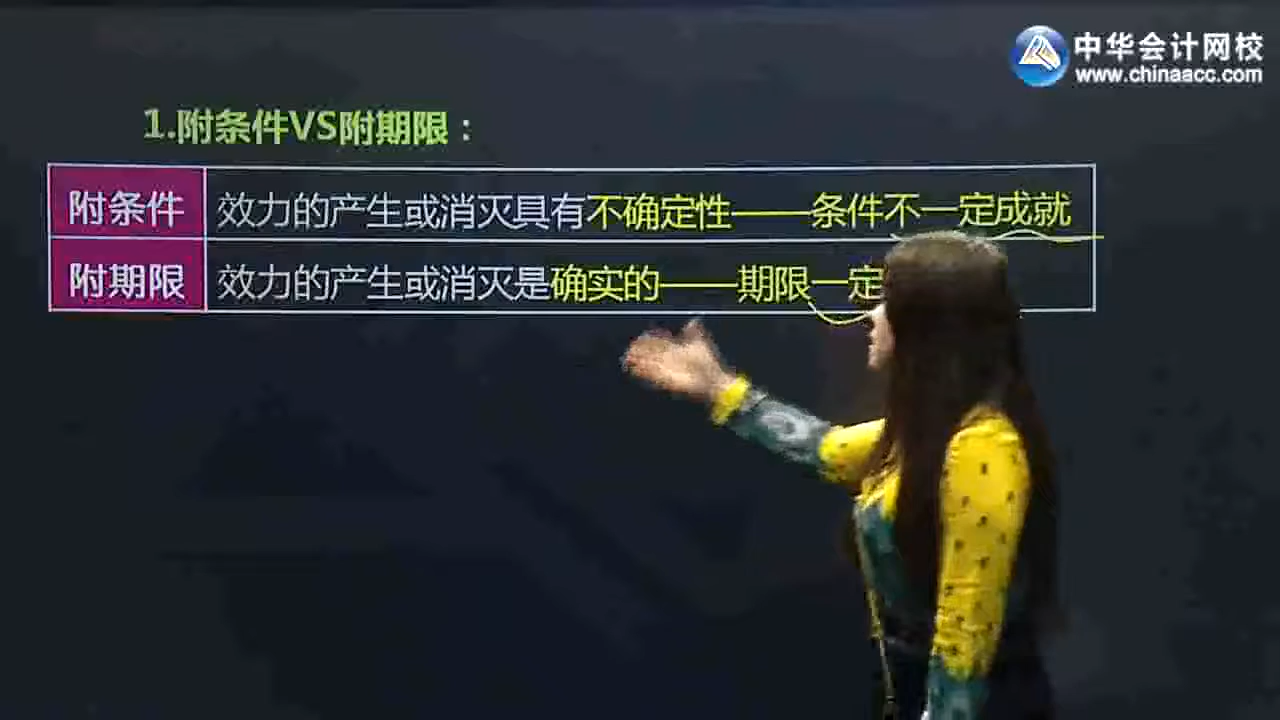 中华会计网校
www.chinaacc.com
1.附条件VS附期限：
附条件 效力的产生或消灭具有不确定性——条件不一定成就
附期限 效力的产生或消灭是确实的——期限一定